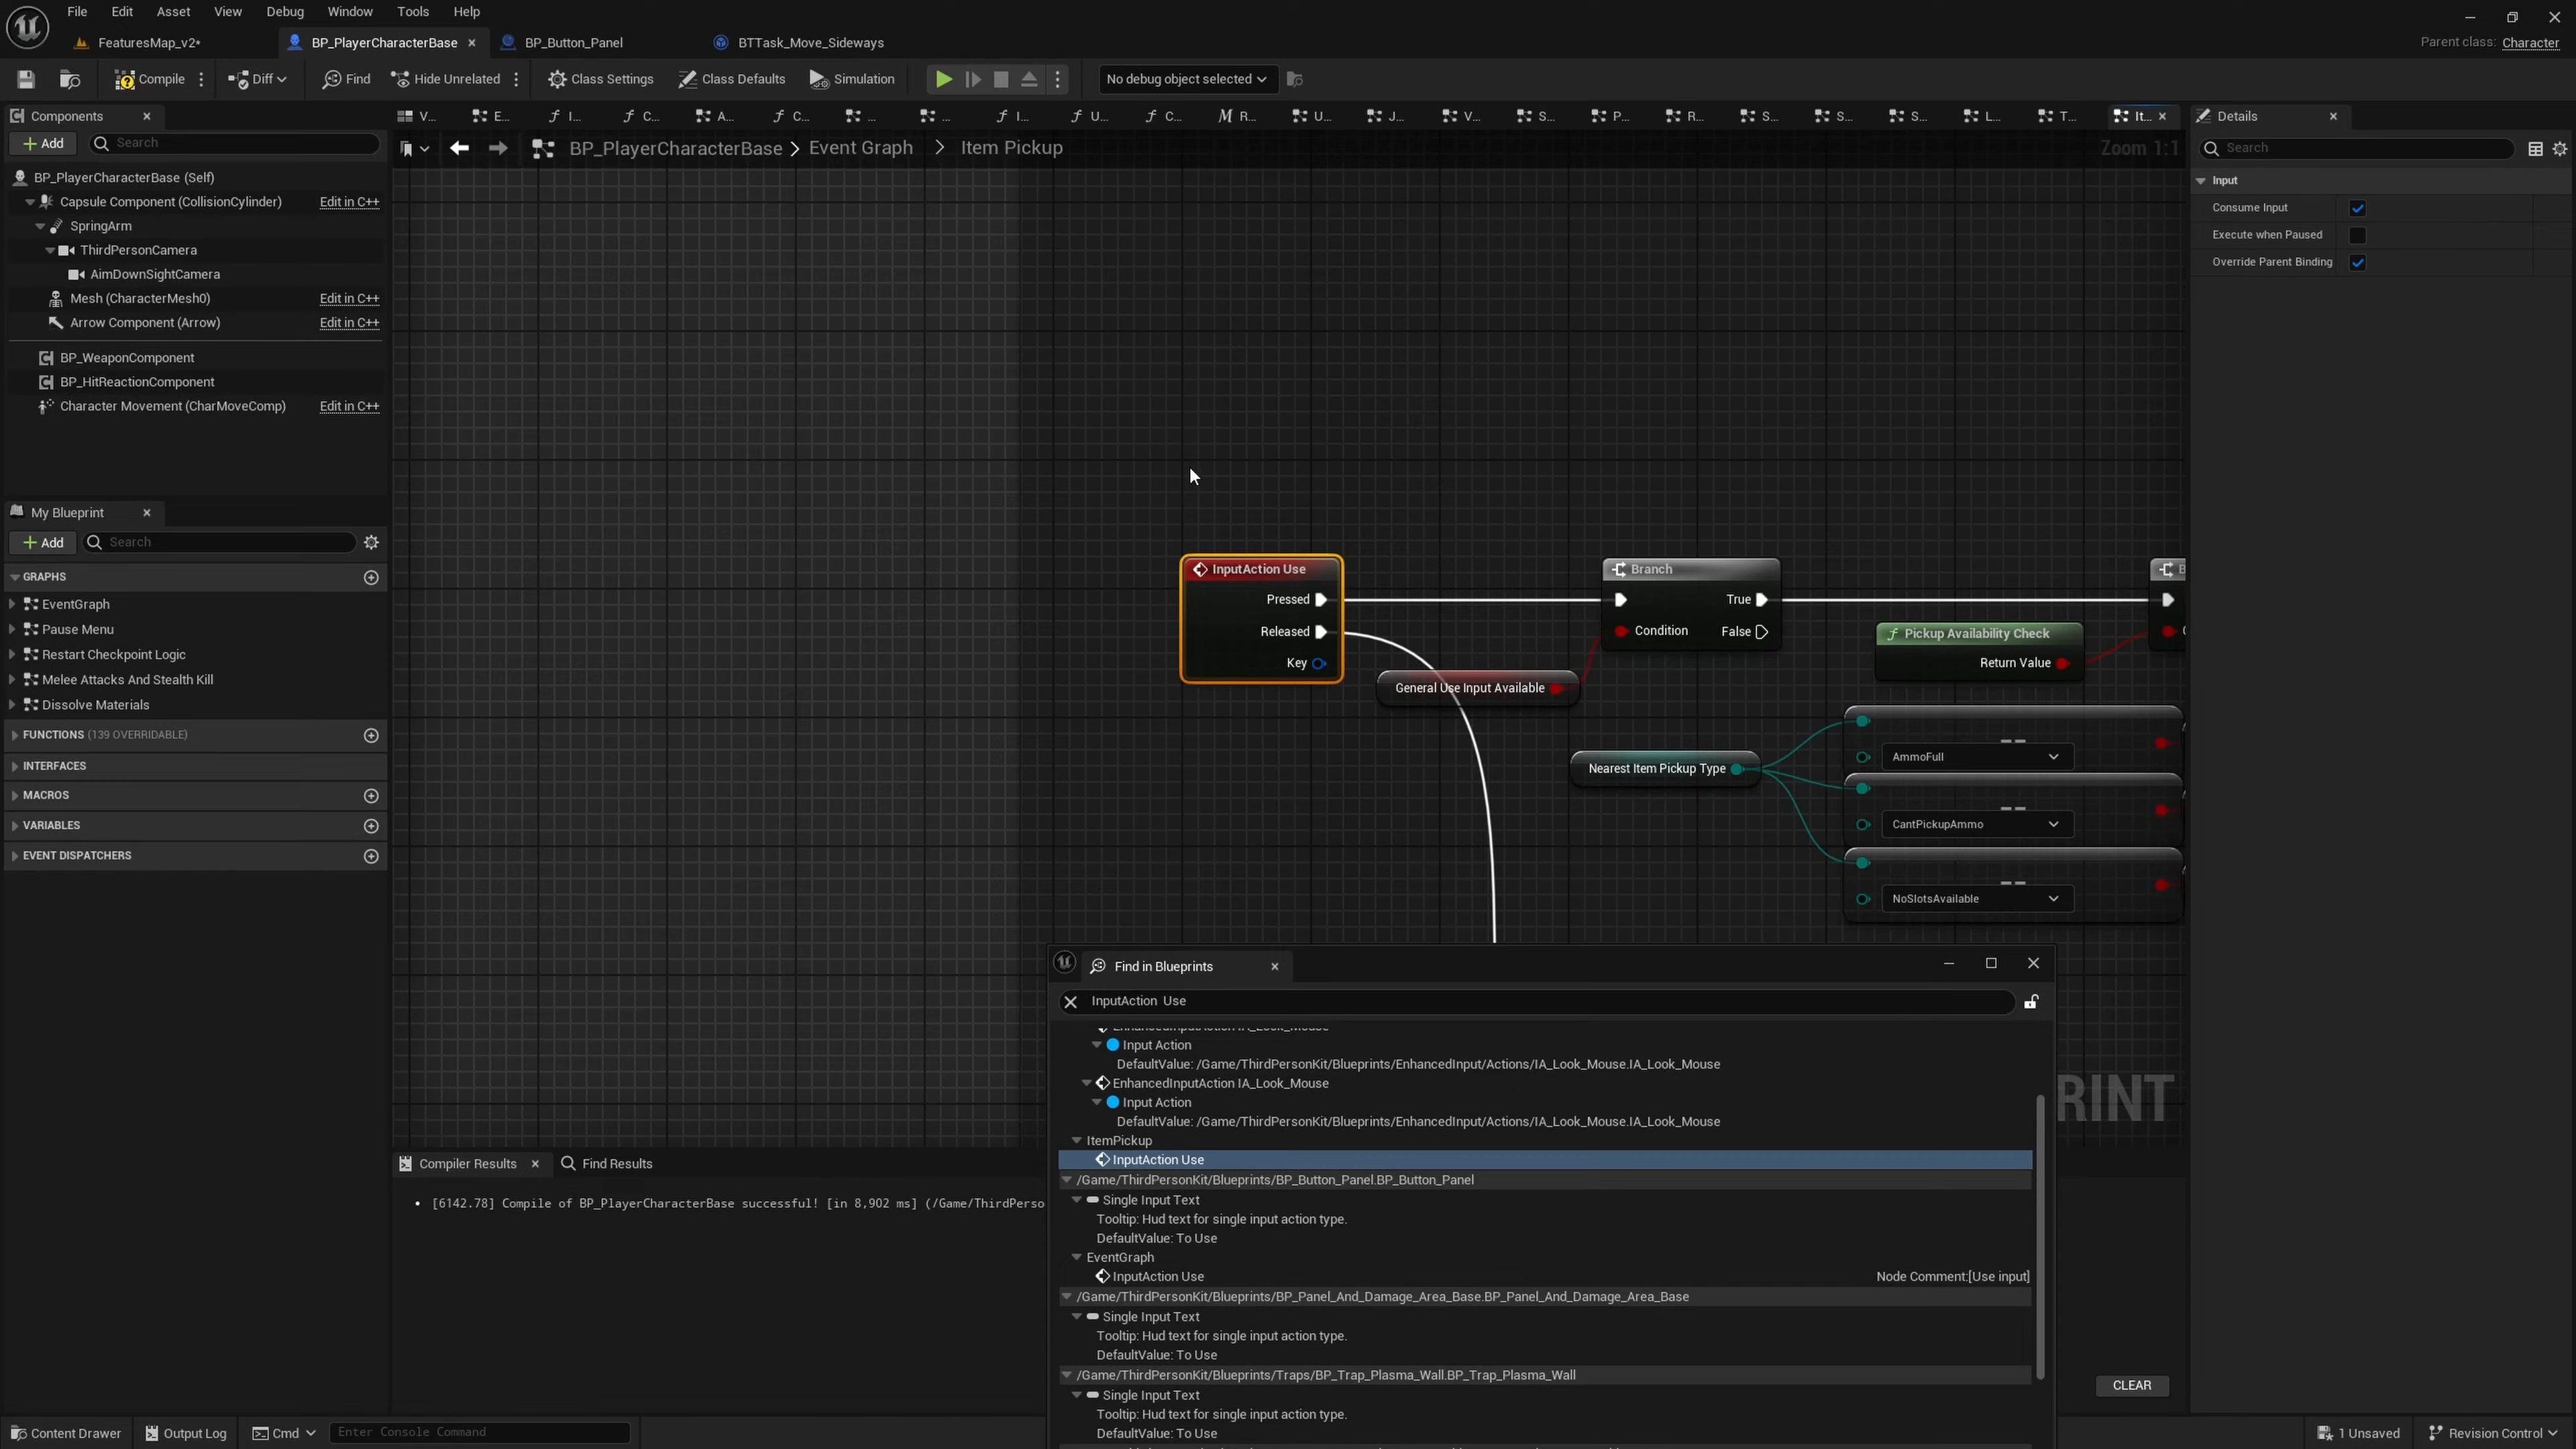 File Edit Asset View Debug Window Tools Help
FeaturesMap_v2* BP_PlayerCharacterBase BP_Button_Panel BTTask_Move_Sideways
Parent class: Character
Compile Diff Find Hide Unrelated Class Settings Class Defaults Simulation No debug object selected
Components
V... E... I... C... A... C... ... ... I... U... C... R... U... J... V... S... P... R... S... S... S... L... T... It...
Details
Add Search
BP_PlayerCharacterBase > Event Graph > Item Pickup
Zoom 1:1
Search
BP_PlayerCharacterBase (Self)
Capsule Component (CollisionCylinder) Edit in C++
SpringArm
ThirdPersonCamera
AimDownSightCamera
Mesh (CharacterMesh0) Edit in C++
Arrow Component (Arrow) Edit in C++
BP_WeaponComponent
BP_HitReactionComponent
Character Movement (CharMoveComp) Edit in C++
Input
Consume Input
Execute when Paused
Override Parent Binding
My Blueprint
Add Search
GRAPHS
EventGraph
Pause Menu
Restart Checkpoint Logic
Melee Attacks And Stealth Kill
Dissolve Materials
FUNCTIONS (139 OVERRIDABLE)
INTERFACES
MACROS
VARIABLES
EVENT DISPATCHERS
InputAction Use
Pressed
Released
Key
Branch
True
Condition False
General Use Input Available
Pickup Availability Check
Return Value
Nearest Item Pickup Type
==
AmmoFull
==
CantPickupAmmo
==
NoSlotsAvailable
RINT
Compiler Results Find Results
[6142.78] Compile of BP_PlayerCharacterBase successful! [in 8,902 ms] (/Game/ThirdPerso
Find in Blueprints
InputAction Use
EnhancedInputAction IA_Look_Mouse
Input Action
DefaultValue: /Game/ThirdPersonKit/Blueprints/EnhancedInput/Actions/IA_Look_Mouse.IA_Look_Mouse
EnhancedInputAction IA_Look_Mouse
Input Action
DefaultValue: /Game/ThirdPersonKit/Blueprints/EnhancedInput/Actions/IA_Look_Mouse.IA_Look_Mouse
ItemPickup
InputAction Use
/Game/ThirdPersonKit/Blueprints/BP_Button_Panel.BP_Button_Panel
Single Input Text
Tooltip: Hud text for single input action type.
DefaultValue: To Use
EventGraph
InputAction Use Node Comment:[Use input]
/Game/ThirdPersonKit/Blueprints/BP_Panel_And_Damage_Area_Base.BP_Panel_And_Damage_Area_Base
Single Input Text
Tooltip: Hud text for single input action type.
DefaultValue: To Use
/Game/ThirdPersonKit/Blueprints/Traps/BP_Trap_Plasma_Wall.BP_Trap_Plasma_Wall
Single Input Text
Tooltip: Hud text for single input action type.
DefaultValue: To Use
CLEAR
Content Drawer Output Log Cmd Enter Console Command
1 Unsaved Revision Control